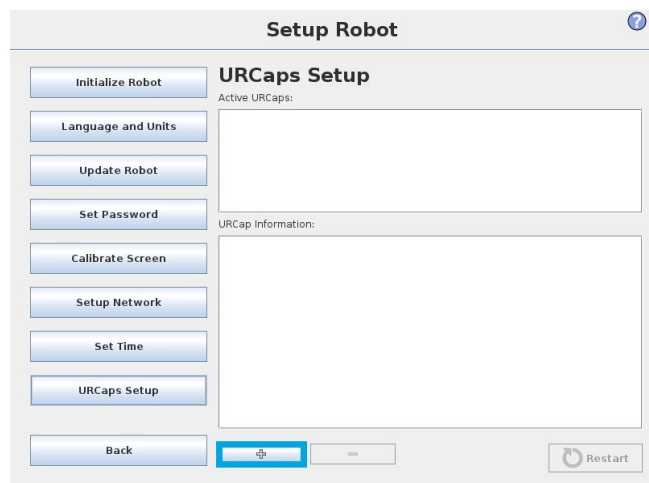 Setup Robot
?
Initialize Robot
Language and Units
Update Robot
Set Password
Calibrate Screen
Setup Network
Set Time
URCaps Setup
Back
URCaps Setup
Active URCaps:
URCap Information:
Restart